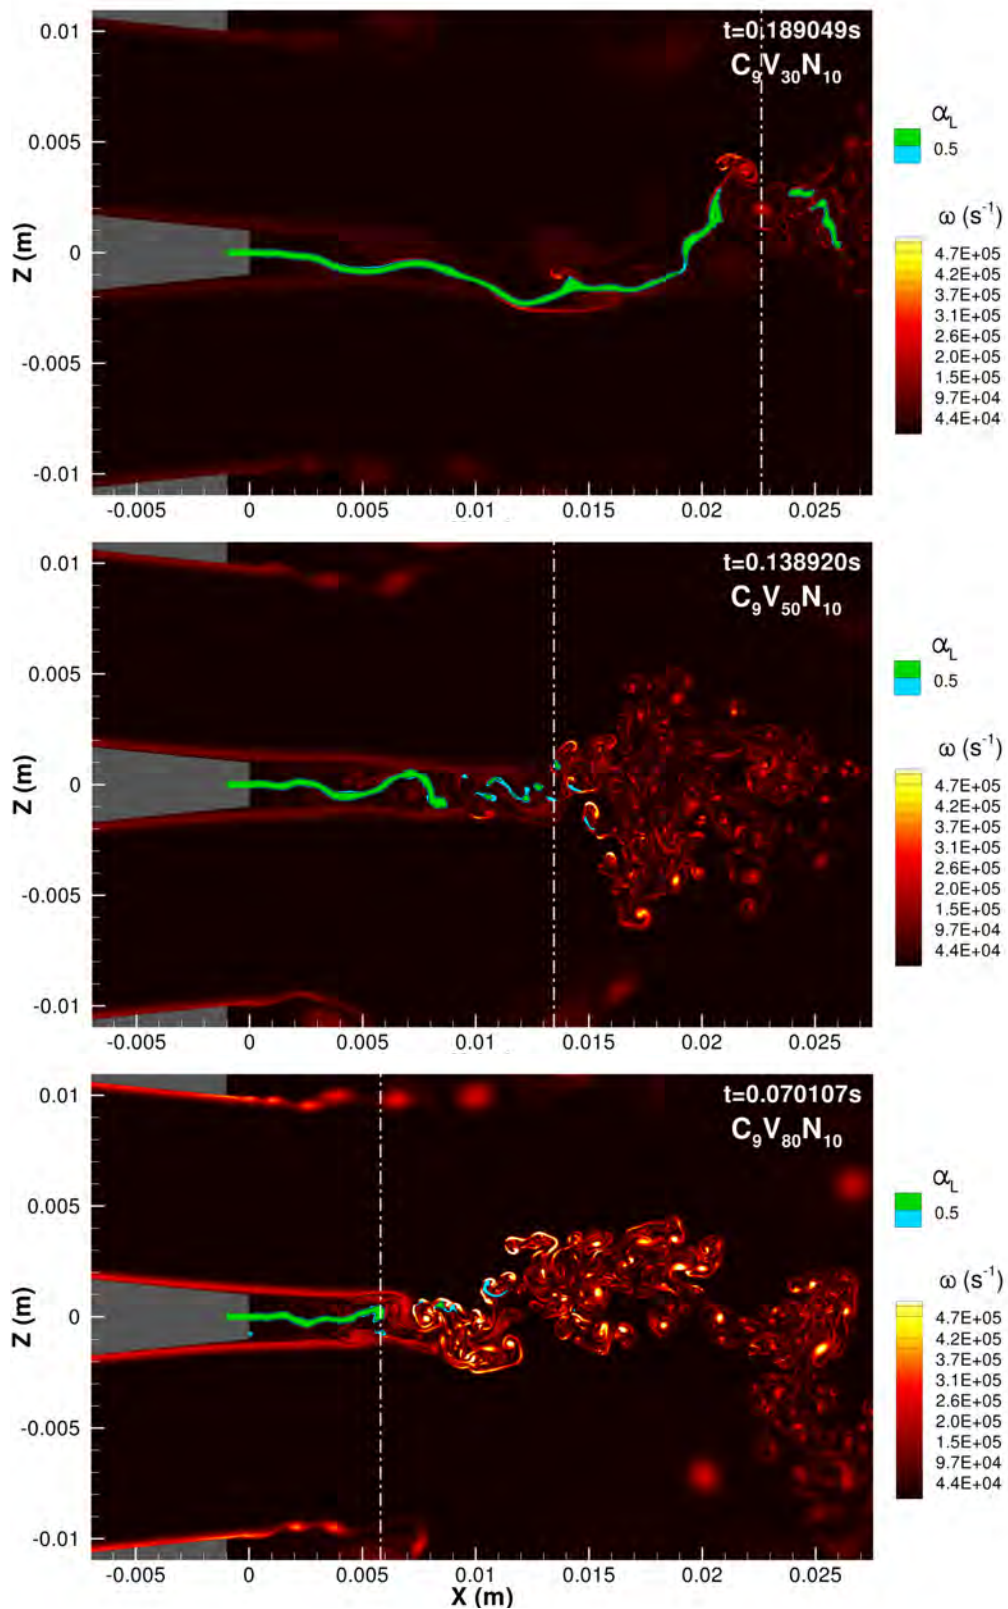 t=0.189049s
C₉V₃₀N₁₀
0.01
0.005
0
-0.005
-0.01
Z (m)
-0.005 0 0.005 0.01 0.015 0.02 0.025
α_L
0.5
ω (s⁻¹)
4.7E+05
4.2E+05
3.7E+05
3.1E+05
2.6E+05
2.0E+05
1.5E+05
9.7E+04
4.4E+04
t=0.138920s
C₉V₅₀N₁₀
0.01
0.005
0
-0.005
-0.01
Z (m)
-0.005 0 0.005 0.01 0.015 0.02 0.025
α_L
0.5
ω (s⁻¹)
4.7E+05
4.2E+05
3.7E+05
3.1E+05
2.6E+05
2.0E+05
1.5E+05
9.7E+04
4.4E+04
t=0.070107s
C₉V₈₀N₁₀
0.01
0.005
0
-0.005
-0.01
Z (m)
-0.005 0 0.005 0.01 0.015 0.02 0.025
X (m)
α_L
0.5
ω (s⁻¹)
4.7E+05
4.2E+05
3.7E+05
3.1E+05
2.6E+05
2.0E+05
1.5E+05
9.7E+04
4.4E+04